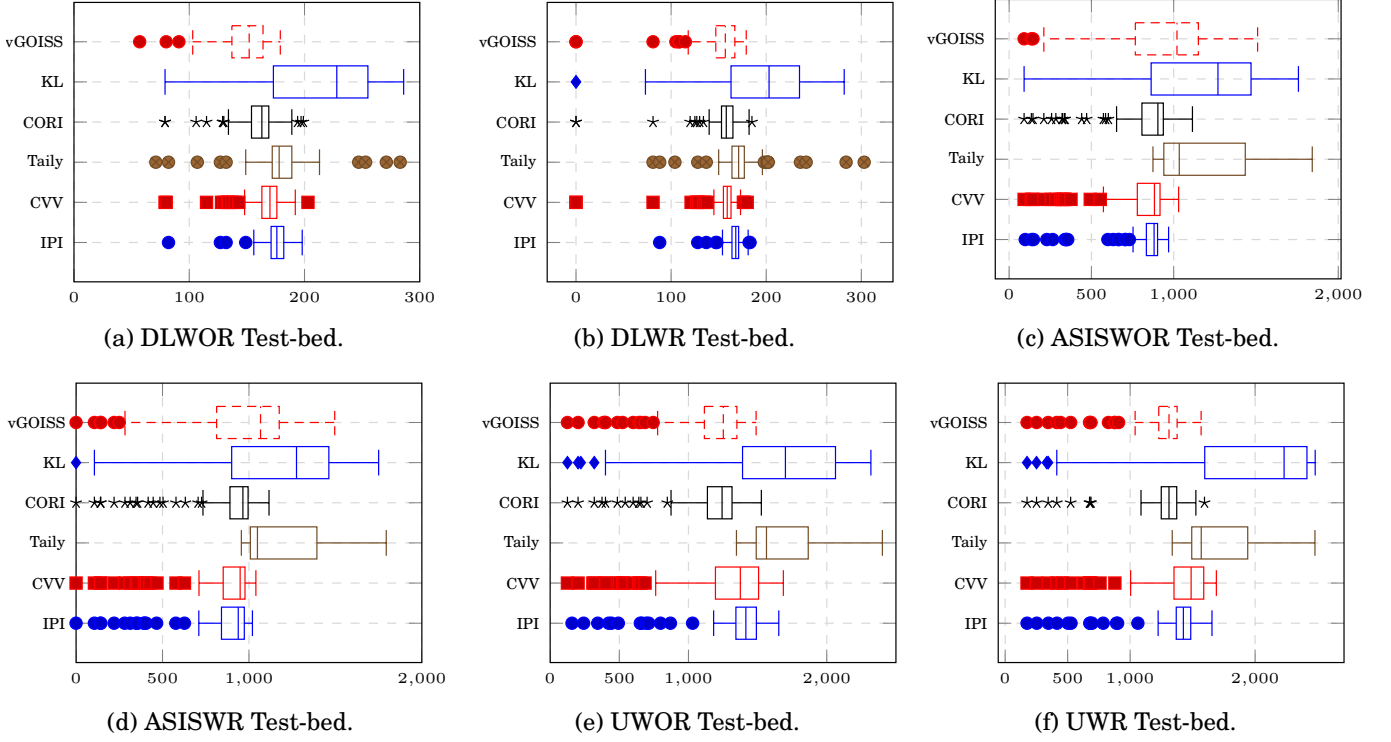 vGOISS
KL
CORI
Taily
CVV
IPI
0 100 200 300
(a) DLWOR Test-bed.
vGOISS
KL
CORI
Taily
CVV
IPI
0 100 200 300
(b) DLWR Test-bed.
vGOISS
KL
CORI
Taily
CVV
IPI
0 500 1,000 2,000
(c) ASISWOR Test-bed.
vGOISS
KL
CORI
Taily
CVV
IPI
0 500 1,000 2,000
(d) ASISWR Test-bed.
vGOISS
KL
CORI
Taily
CVV
IPI
0 500 1,000 2,000
(e) UWOR Test-bed.
vGOISS
KL
CORI
Taily
CVV
IPI
0 500 1,000 2,000
(f) UWR Test-bed.